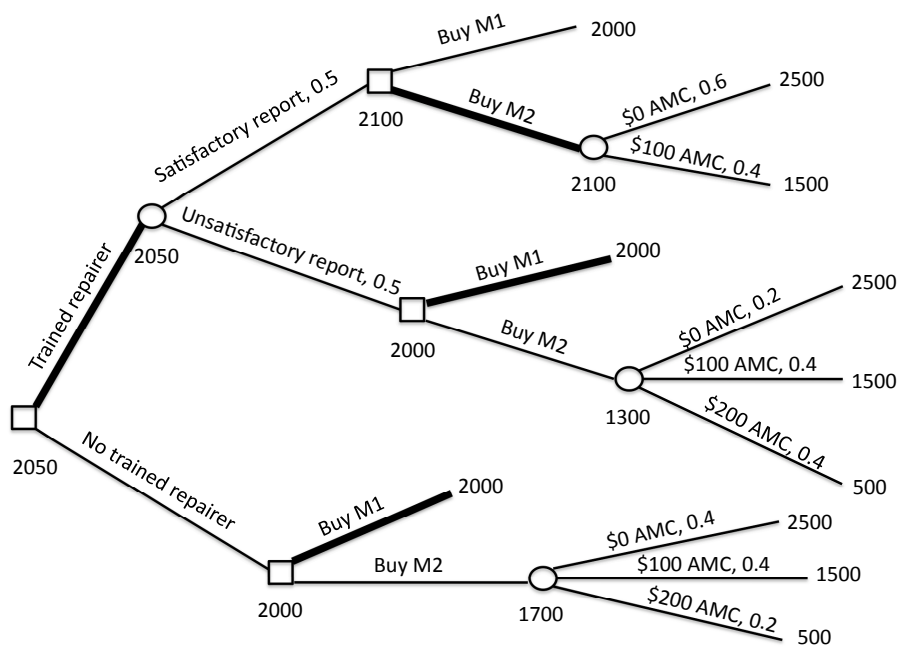 Buy M1
2000
Satisfactory report, 0.5
2100
Buy M2
$0 AMC, 0.6
2500
2100
$100 AMC, 0.4
1500
Trained repairer
2050
Unsatisfactory report, 0.5
Buy M1
2000
2000
Buy M2
$0 AMC, 0.2
2500
$100 AMC, 0.4
1500
1300
$200 AMC, 0.4
500
2050
No trained repairer
Buy M1
2000
2000
Buy M2
1700
$0 AMC, 0.4
2500
$100 AMC, 0.4
1500
$200 AMC, 0.2
500